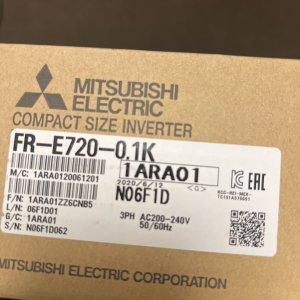 MITSUBISHI
ELECTRIC
COMPACT SIZE INVERTER
FR-E720-0.1K
1ARA01
M/C: 1ARA0120061201
2020/6/12 <G>
N06F1D
F/N: 1ARA01ZZ6CNB5
L/N: 06F1D01
G/C: 1ARA01
S/N: N06F1D062
3PH AC200-240V
50/60Hz
EAC
MITSUBISHI ELECTRIC CORPORATION